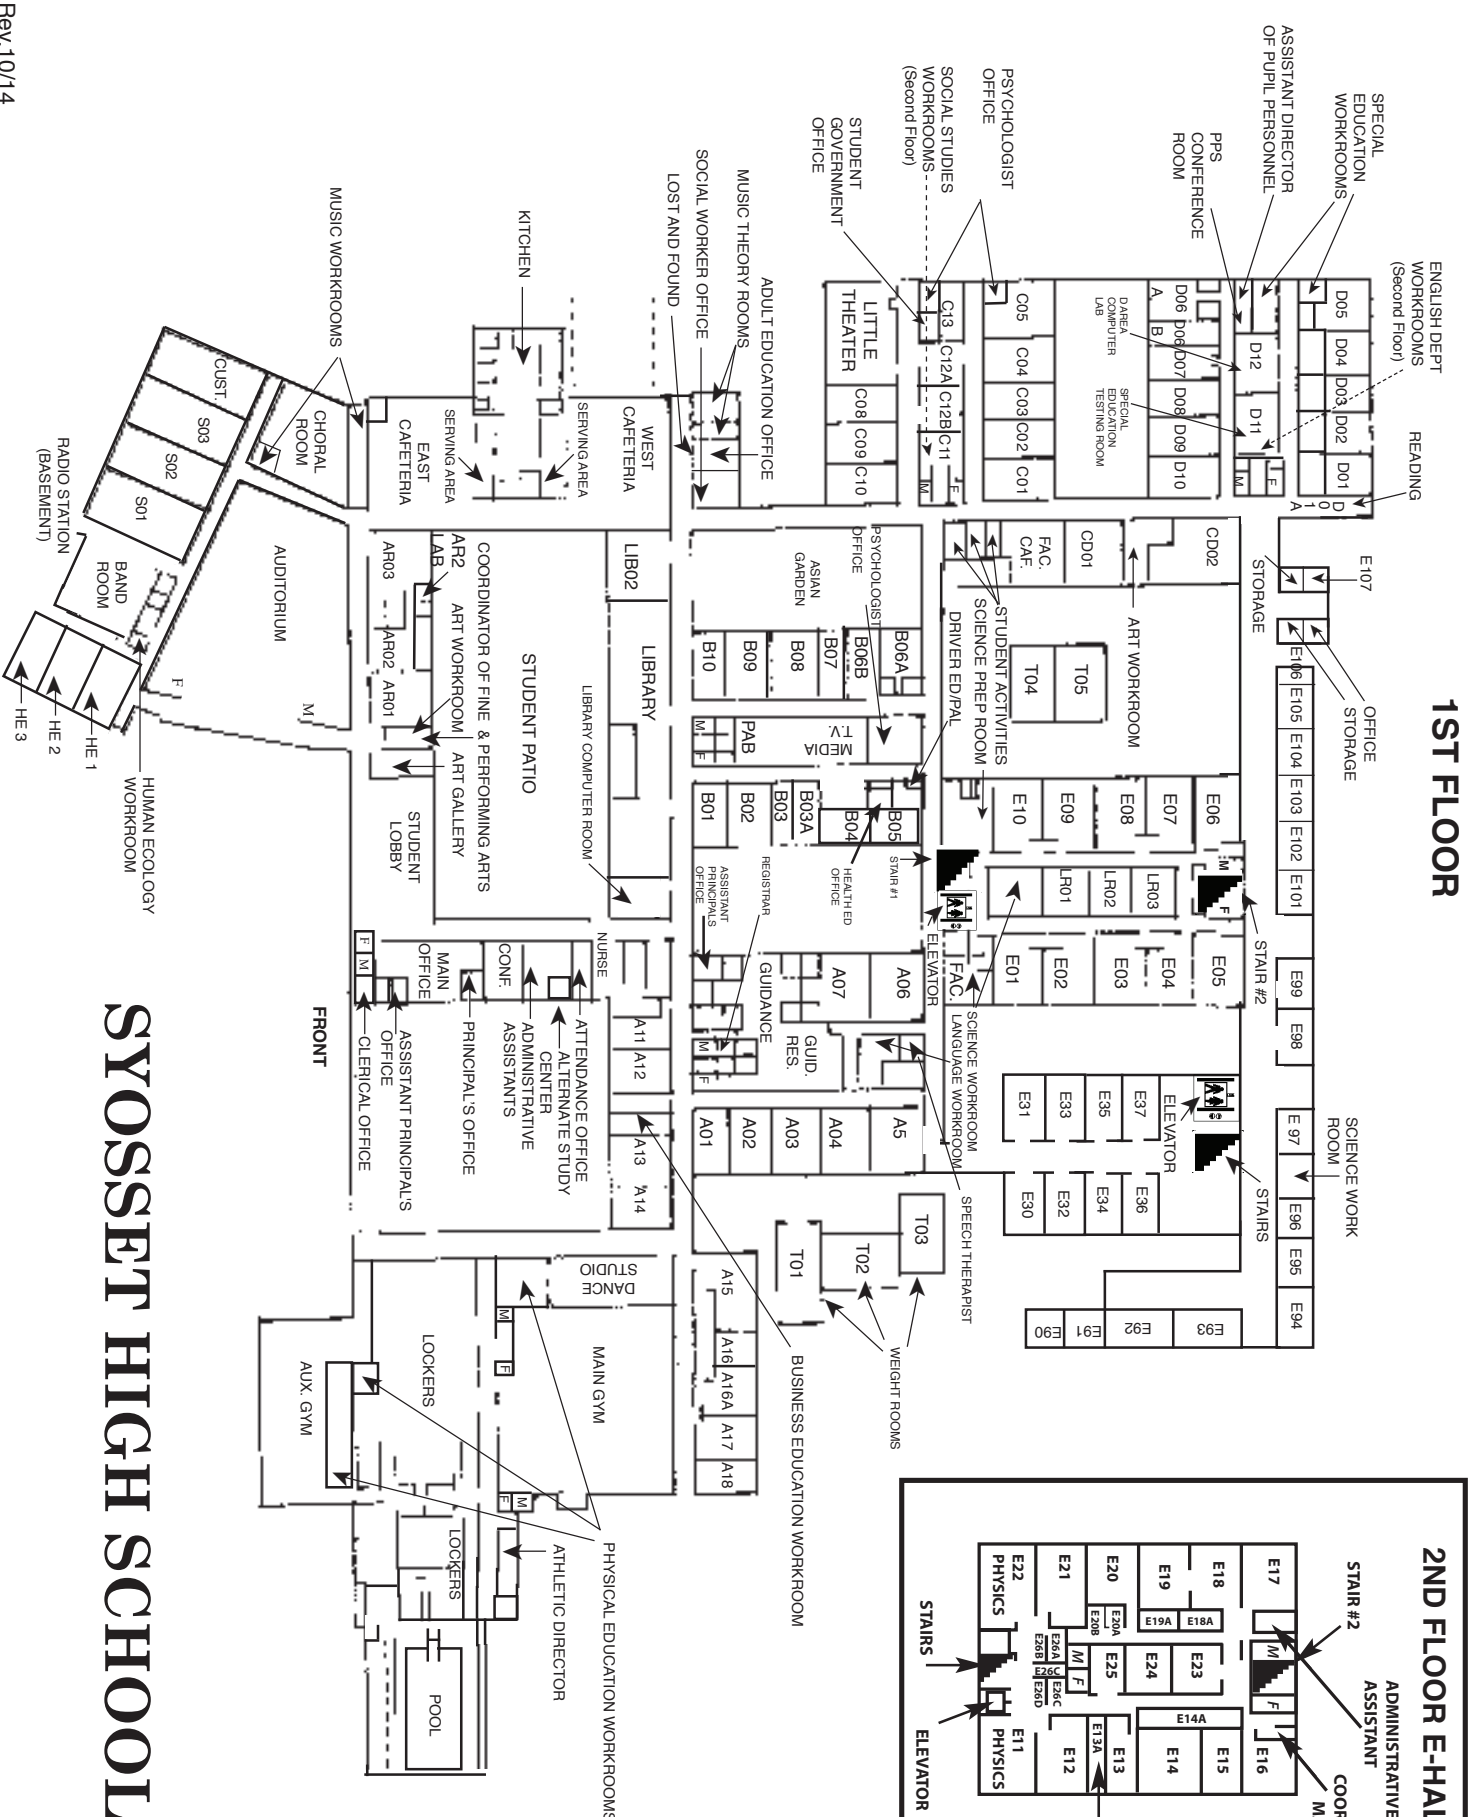 Rev.10/14
1ST FLOOR
SPECIAL
EDUCATION
WORKROOMS
ASSISTANT DIRECTOR
OF PUPIL PERSONNEL
PPS
CONFERENCE
ROOM
ENGLISH DEPT
WORKROOMS
(Second Floor)
READING
PSYCHOLOGIST
OFFICE
SOCIAL STUDIES
WORKROOMS
(Second Floor)
STUDENT
GOVERNMENT
OFFICE
MUSIC THEORY ROOMS
SOCIAL WORKER OFFICE
LOST AND FOUND
ADULT EDUCATION OFFICE
KITCHEN
MUSIC WORKROOMS
D05
D04
D03
D02
D01
D01A
D12
D11
M
F
D06
A
D06
B
D07
D08
D09
D10
D AREA
COMPUTER
LAB
SPECIAL
EDUCATION
TESTING ROOM
C05
C04
C03
C02
C01
C13
C12A
C12B
C11
M
F
LITTLE
THEATER
C08
C09
C10
WEST
CAFETERIA
SERVING AREA
SERVING AREA
EAST
CAFETERIA
CHORAL
ROOM
CUST.
S03
S02
S01
RADIO STATION
(BASEMENT)
BAND
ROOM
AUDITORIUM
F
M
HE 1
HE 2
HE 3
HUMAN ECOLOGY
WORKROOM
E107
STORAGE
OFFICE
STORAGE
E106
E105
E104
E103
E102
E101
E99
E98
E 97
E96
E95
E94
E93
E92
E91
E90
SCIENCE WORK
ROOM
CD02
CD01
FAC.
CAF.
ART WORKROOM
STUDENT ACTIVITIES
SCIENCE PREP ROOM
DRIVER ED/PAL
T05
T04
PSYCHOLOGIST
OFFICE
ASIAN
GARDEN
B06A
B06B
B07
B08
B09
B10
T.V.
MEDIA
PAB
M
F
LIB02
LIBRARY
LIBRARY COMPUTER ROOM
STUDENT PATIO
AR03
AR2
LAB
AR02
AR01
COORDINATOR OF FINE & PERFORMING ARTS
ART WORKROOM
ART GALLERY
STUDENT
LOBBY
E06
E07
E08
E09
E10
M
F
STAIR #2
LR03
LR02
LR01
E05
E04
E03
E02
E01
FAC.
ELEVATOR
STAIR #1
B05
B04
B03A
B03
B02
B01
HEALTH ED
OFFICE
REGISTRAR
ASSISTANT
PRINCIPALS
OFFICE
A06
A07
GUIDANCE
GUID.
RES.
M
F
SCIENCE WORKROOM
LANGUAGE WORKROOM
SPEECH THERAPIST
NURSE
CONF.
MAIN
OFFICE
F
M
ATTENDANCE OFFICE
ALTERNATE STUDY
CENTER
ADMINISTRATIVE
ASSISTANTS
PRINCIPAL'S OFFICE
ASSISTANT PRINCIPAL'S
OFFICE
CLERICAL OFFICE
FRONT
A11
A12
A13
A14
E37
E35
E33
E31
E36
E34
E32
E30
ELEVATOR
STAIRS
A5
A04
A03
A02
A01
T03
T02
T01
WEIGHT ROOMS
A15
A16
A16A
A17
A18
BUSINESS EDUCATION WORKROOM
DANCE
STUDIO
MAIN GYM
M
F
LOCKERS
AUX. GYM
M
F
LOCKERS
ATHLETIC DIRECTOR
PHYSICAL EDUCATION WORKROOMS
POOL
SYOSSET HIGH SCHOOL
2ND FLOOR E-HAL
STAIR #2
ADMINISTRATIVE
ASSISTANT
COOR
M
E17
E18
E19
E20
E21
E22
PHYSICS
E18A
E19A
E20A
E20B
M
F
E23
E24
E25
M
F
E26A
E26B
E26C
E26C
E26D
E14A
E16
E15
E14
E13
E13A
E12
E11
PHYSICS
STAIRS
ELEVATOR